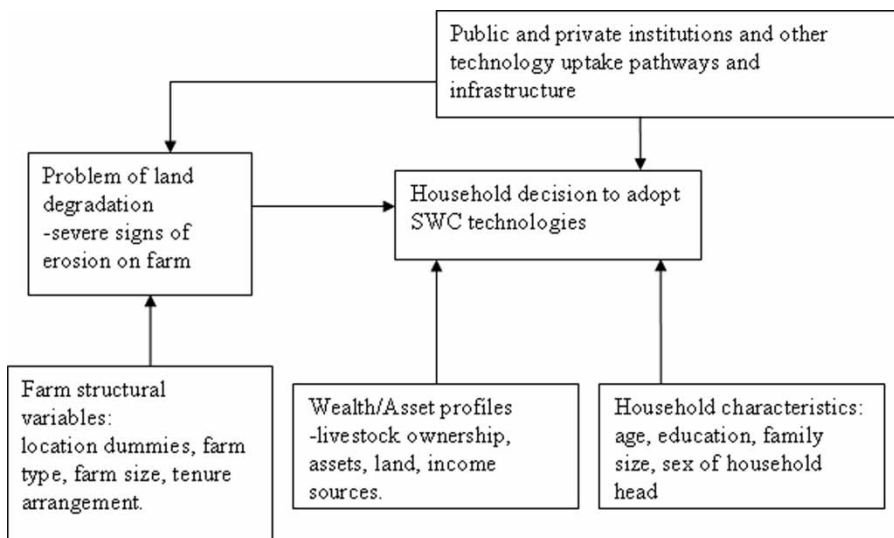 Public and private institutions and other
technology uptake pathways and
infrastructure
Problem of land
degradation
-severe signs of
erosion on farm
Household decision to adopt
SWC technologies
Farm structural
variables:
location dummies, farm
type, farm size, tenure
arrangement.
Wealth/Asset profiles
-livestock ownership,
assets, land, income
sources.
Household characteristics:
age, education, family
size, sex of household
head